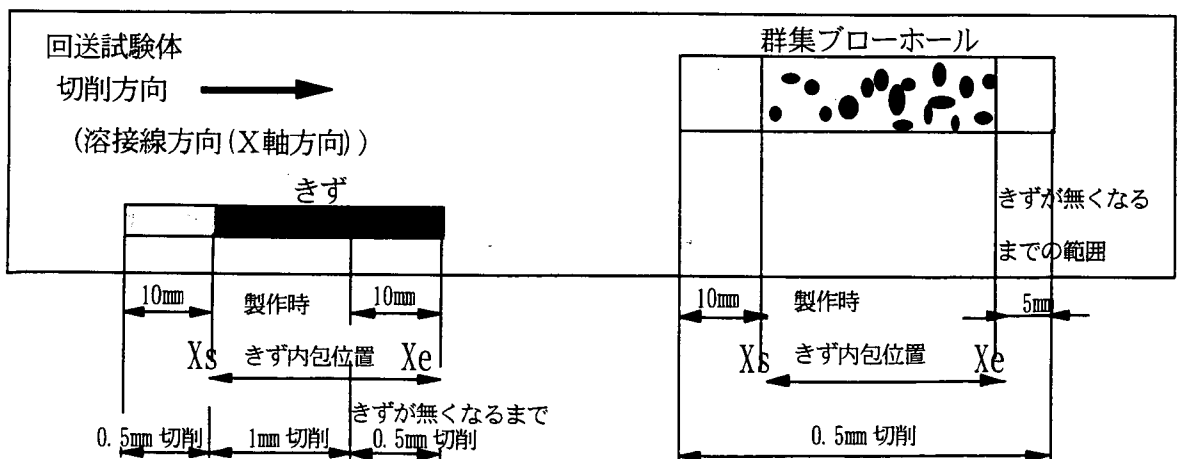 回送試験体
切削方向
(溶接線方向(X軸方向))
きず
群集ブローホール
きずが無くなる
までの範囲
10mm
製作時
10mm
Xs
きず内包位置
Xe
きずが無くなるまで
0.5mm 切削
1mm 切削
0.5mm 切削
10mm
製作時
5mm
Xs
きず内包位置
Xe
0.5mm 切削